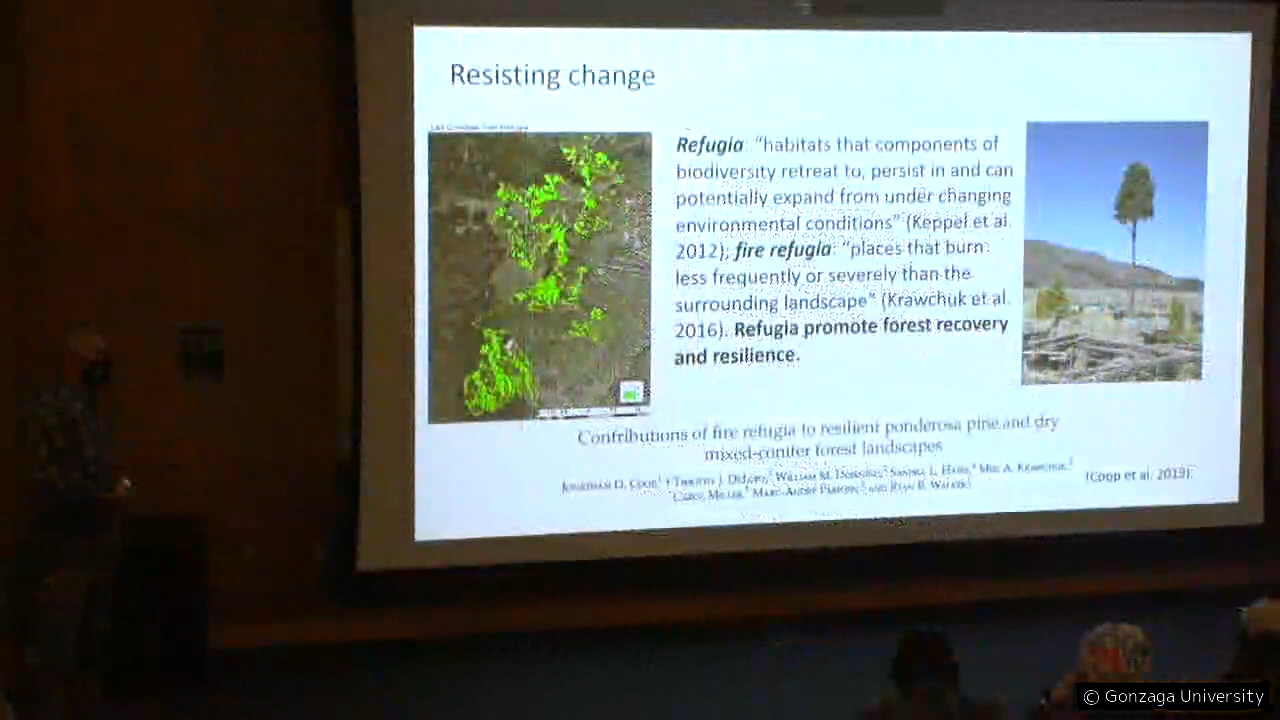 Resisting change
Refugia: "habitats that components of
biodiversity retreat to, persist in and can
potentially expand from under changing
environmental conditions" (Keppel et al.
2012); fire refugia: "places that burn
less frequently or severely than the
surrounding landscape" (Krawchuk et al.
2016). Refugia promote forest recovery
and resilience.
Contributions of fire refugia to resilient ponderosa pine and dry
mixed-conifer forest landscapes
Jonathan D. Coop,
(Coop et al. 2019).
© Gonzaga University